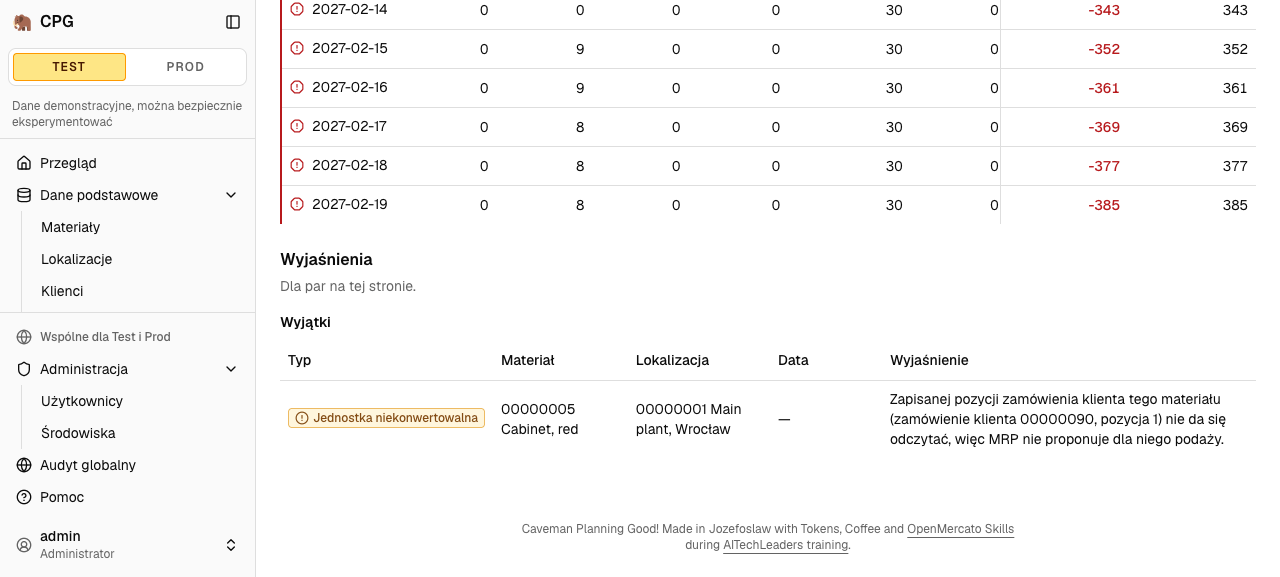 CPG
TEST PROD
Dane demonstracyjne, można bezpiecznie
eksperymentować
Przegląd
Dane podstawowe
Materiały
Lokalizacje
Klienci
Wspólne dla Test i Prod
Administracja
Użytkownicy
Środowiska
Audyt globalny
Pomoc
admin
Administrator
2027-02-14 0 0 0 0 30 0 -343 343
2027-02-15 0 9 0 0 30 0 -352 352
2027-02-16 0 9 0 0 30 0 -361 361
2027-02-17 0 8 0 0 30 0 -369 369
2027-02-18 0 8 0 0 30 0 -377 377
2027-02-19 0 8 0 0 30 0 -385 385
Wyjaśnienia
Dla par na tej stronie.
Wyjątki
Typ Materiał Lokalizacja Data Wyjaśnienie
Jednostka niekonwertowalna
00000005
Cabinet, red
00000001 Main
plant, Wrocław
—
Zapisanej pozycji zamówienia klienta tego materiału
(zamówienie klienta 00000090, pozycja 1) nie da się
odczytać, więc MRP nie proponuje dla niego podaży.
Caveman Planning Good! Made in Jozefoslaw with Tokens, Coffee and OpenMercato Skills
during AITechLeaders training.